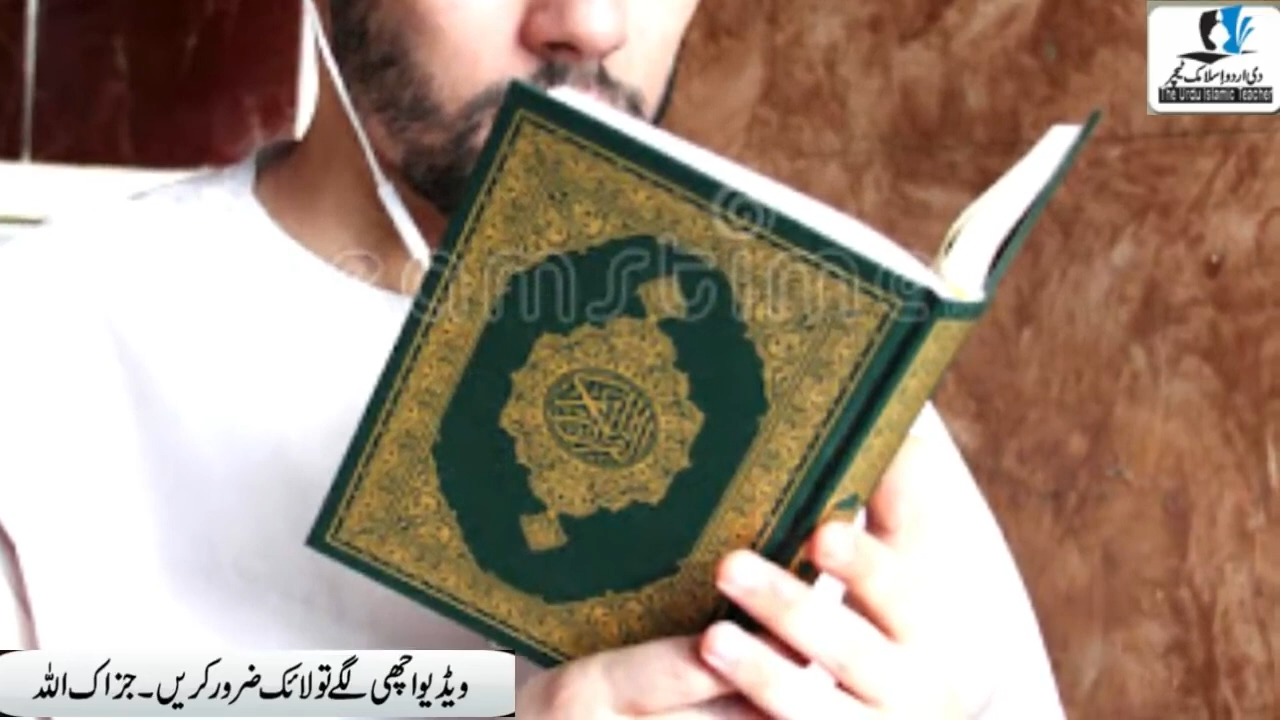 دی اردو اسلامک ٹیچر
The Urdu Islamic Teacher
ویڈیو اچھی لگے تو لائک ضرور کریں۔ جزاک اللہ